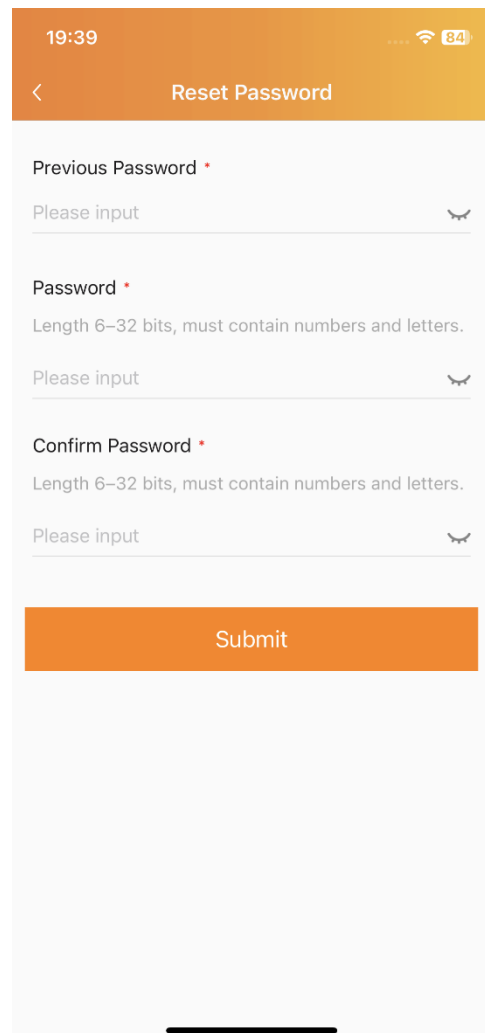 19:39
84
Reset Password
Previous Password *
Please input
Password *
Length 6–32 bits, must contain numbers and letters.
Please input
Confirm Password *
Length 6–32 bits, must contain numbers and letters.
Please input
Submit